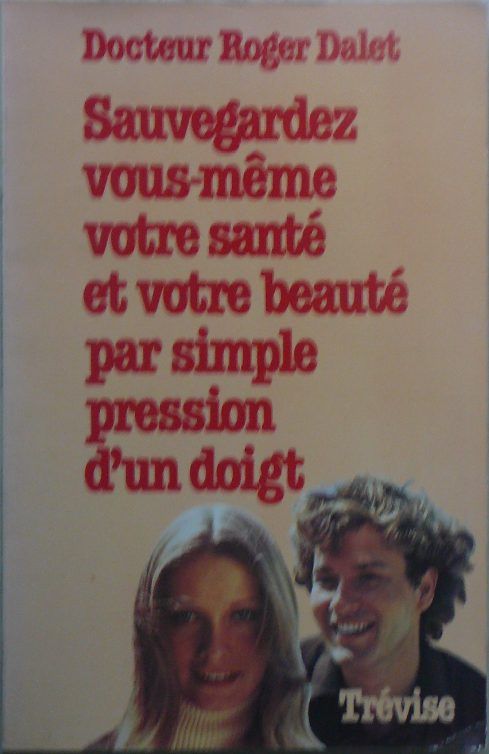 Docteur Roger Dalet
Sauvegardez
vous-même
votre santé
et votre beauté
par simple
pression
d'un doigt
Trévise